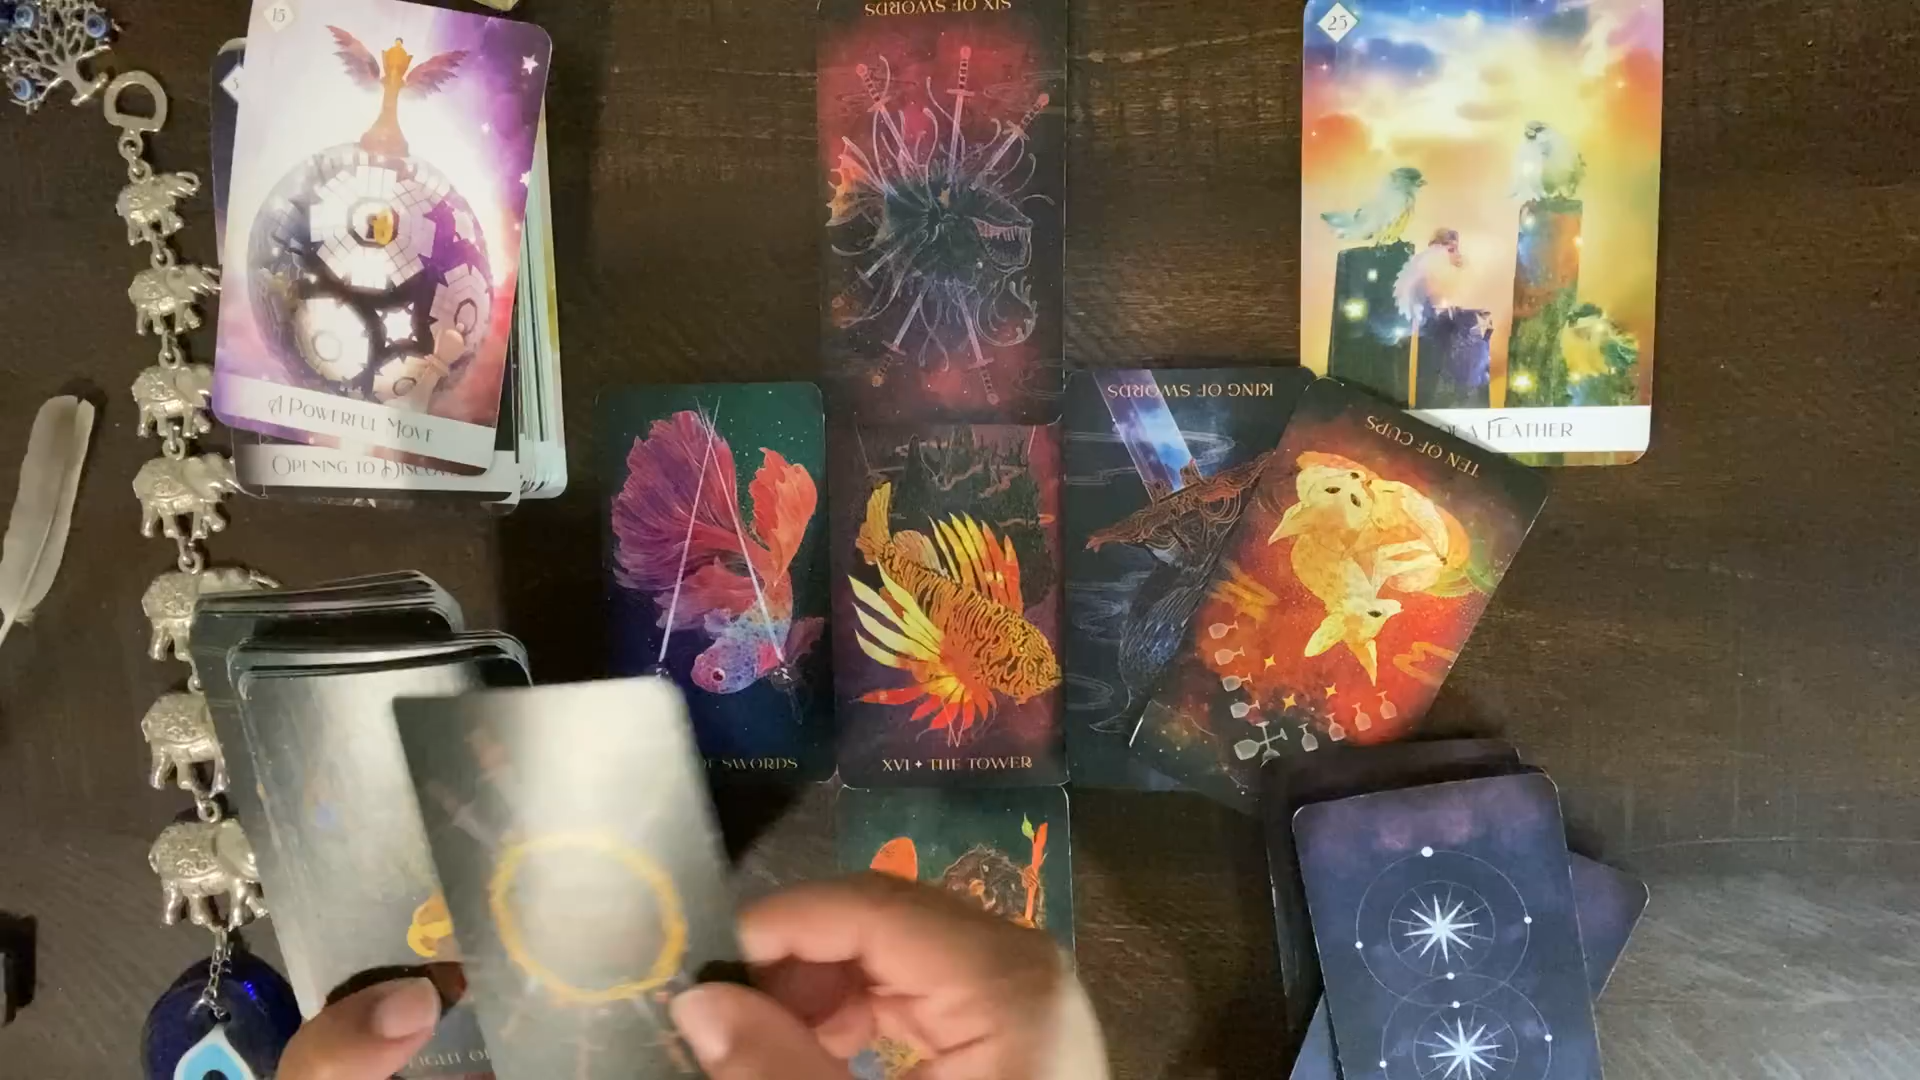 15
A POWERFUL MOVE
OPENING TO
SIX OF SWORDS
25
OF A FEATHER
KING OF SWORDS
TEN OF CUPS
OF SWORDS
XVI ✦ THE TOWER